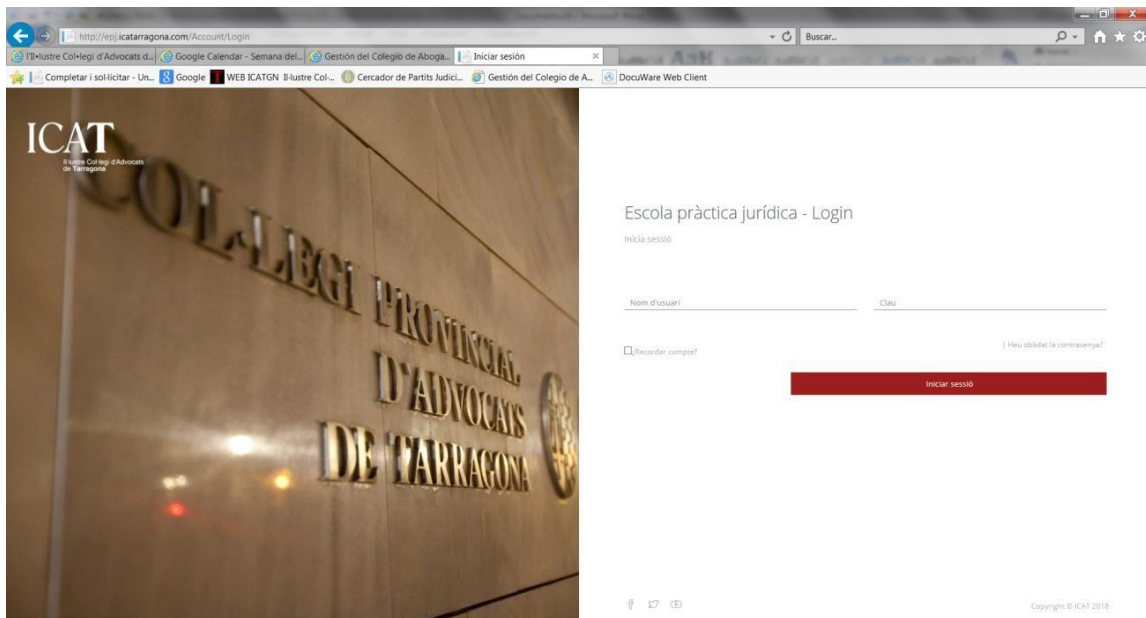 http://epj.icatarragona.com/Account/Login
Buscar...
l'Il•lustre Col•legi d'Advocats d...
Google Calendar - Semana del...
Gestión del Colegio de Aboga...
Iniciar sesión
Completar i sol·licitar - Un...
Google
WEB ICATGN Il·lustre Col·...
Cercador de Partits Judici...
Gestión del Colegio de A...
DocuWare Web Client
ICAT
Il·lustre Col·legi d'Advocats
de Tarragona
COL·LEGI PROVINCIAL
D'ADVOCATS
DE TARRAGONA
Escola pràctica jurídica - Login
Inicia sessió
Nom d'usuari
Clau
¿Recordar compte?
| Heu oblidat la contrasenya?
Iniciar sessió
Copyright © ICAT 2018